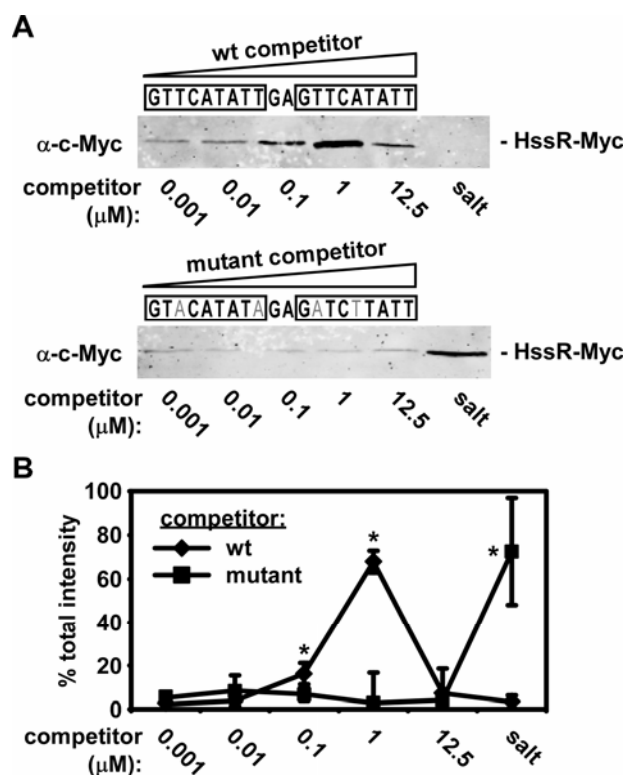 A
wt competitor
GTTCATATT GA GTTCATATT
α-c-Myc - HssR-Myc
competitor (μM): 0.001 0.01 0.1 1 12.5 salt
mutant competitor
GTACATATA GA GATCTTATT
α-c-Myc - HssR-Myc
competitor (μM): 0.001 0.01 0.1 1 12.5 salt
B
% total intensity
100
80
60
40
20
0
competitor:
wt
mutant
*
*
*
competitor (μM): 0.001 0.01 0.1 1 12.5 salt